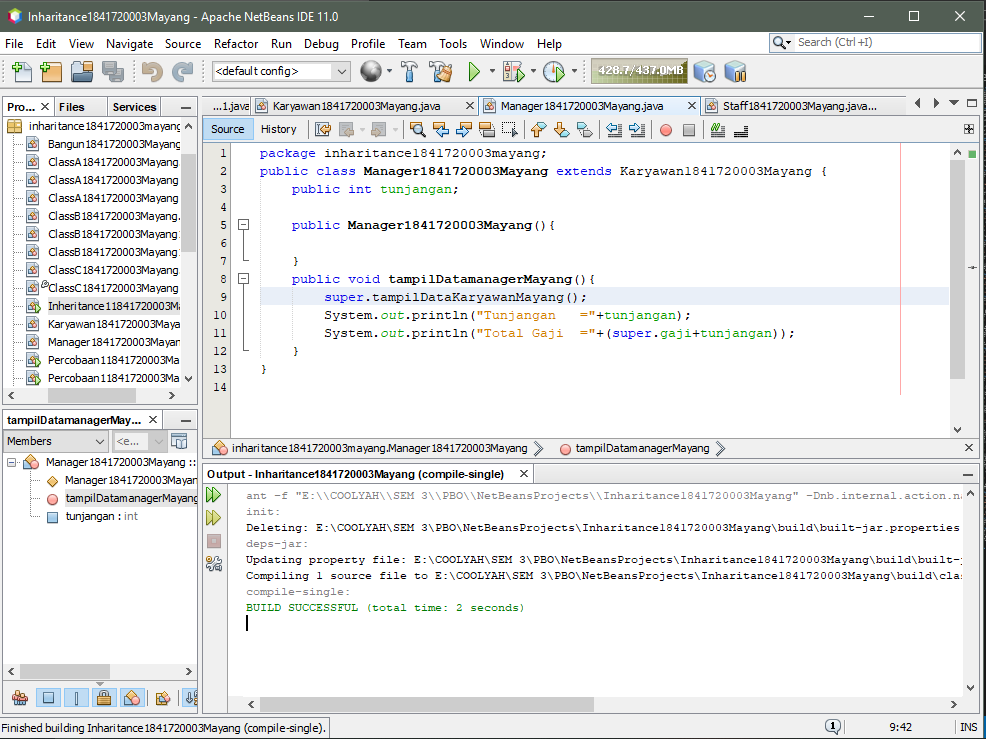 Inharitance1841720003Mayang - Apache NetBeans IDE 11.0
File Edit View Navigate Source Refactor Run Debug Profile Team Tools Window Help
Search (Ctrl+I)
<default config>
428.7/437.0MB
Pro... Files Services
inharitance1841720003mayang
Bangun1841720003Mayang
ClassA1841720003Mayang.
ClassA1841720003Mayang
ClassA1841720003Mayang
ClassB1841720003Mayang.
ClassB1841720003Mayang
ClassB1841720003Mayang
ClassC1841720003Mayang.
ClassC1841720003Mayang
Inheritance11841720003Ma
Karyawan1841720003Maya
Manager1841720003Mayan
Percobaan11841720003Ma
Percobaan11841720003Ma
...1.java Karyawan1841720003Mayang.java Manager1841720003Mayang.java Staff1841720003Mayang.java...
Source History
1 package inharitance1841720003mayang;
2 public class Manager1841720003Mayang extends Karyawan1841720003Mayang {
3 public int tunjangan;
4
5 public Manager1841720003Mayang(){
6
7 }
8 public void tampilDatamanagerMayang(){
9 super.tampilDataKaryawanMayang();
10 System.out.println("Tunjangan   ="+tunjangan);
11 System.out.println("Total Gaji  ="+(super.gaji+tunjangan));
12 }
13 }
14
inharitance1841720003mayang.Manager1841720003Mayang tampilDatamanagerMayang
tampilDatamanagerMay...
Members <e...
Manager1841720003Mayang ::
Manager1841720003Mayan
tampilDatamanagerMayang
tunjangan : int
Output - Inharitance1841720003Mayang (compile-single)
ant -f "E:\\COOLYAH\\SEM 3\\PBO\\NetBeansProjects\\Inharitance1841720003Mayang" -Dnb.internal.action.na
init:
Deleting: E:\COOLYAH\SEM 3\PBO\NetBeansProjects\Inharitance1841720003Mayang\build\built-jar.properties
deps-jar:
Updating property file: E:\COOLYAH\SEM 3\PBO\NetBeansProjects\Inharitance1841720003Mayang\build\built-j
Compiling 1 source file to E:\COOLYAH\SEM 3\PBO\NetBeansProjects\Inharitance1841720003Mayang\build\clas
compile-single:
BUILD SUCCESSFUL (total time: 2 seconds)
Finished building Inharitance1841720003Mayang (compile-single).
1
9:42 INS